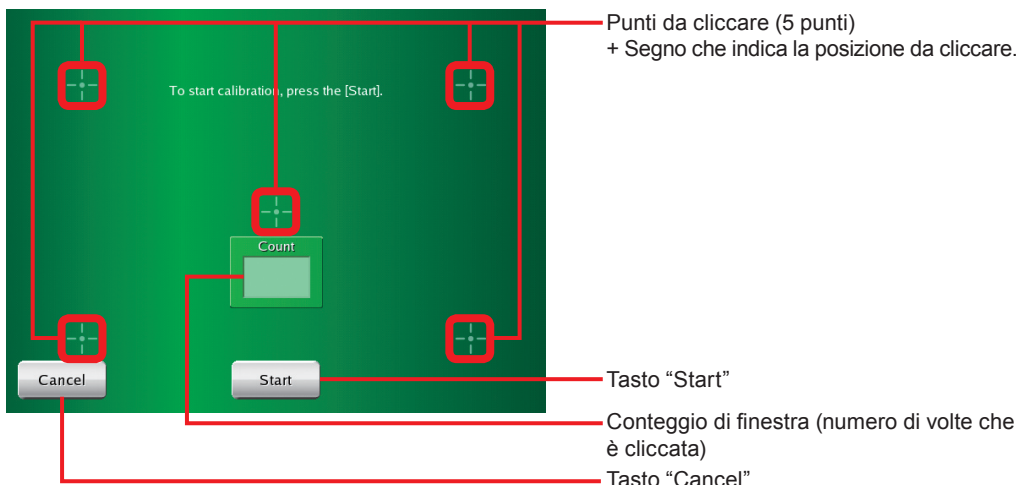 Punti da cliccare (5 punti)
+ Segno che indica la posizione da cliccare.
To start calibration, press the [Start].
Count
Cancel
Start
Tasto “Start”
Conteggio di finestra (numero di volte che
è cliccata)
Tasto “Cancel”